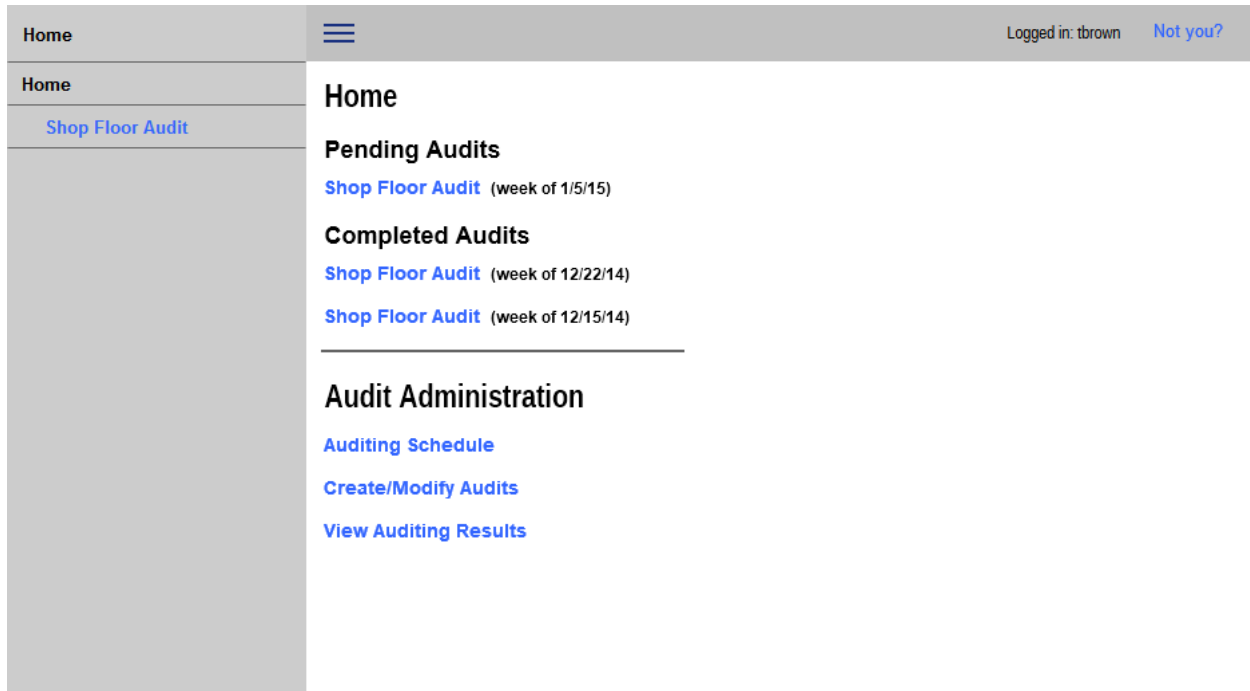 Home
Logged in: tbrown Not you?
Home
Shop Floor Audit
Home
Pending Audits
Shop Floor Audit (week of 1/5/15)
Completed Audits
Shop Floor Audit (week of 12/22/14)
Shop Floor Audit (week of 12/15/14)
Audit Administration
Auditing Schedule
Create/Modify Audits
View Auditing Results